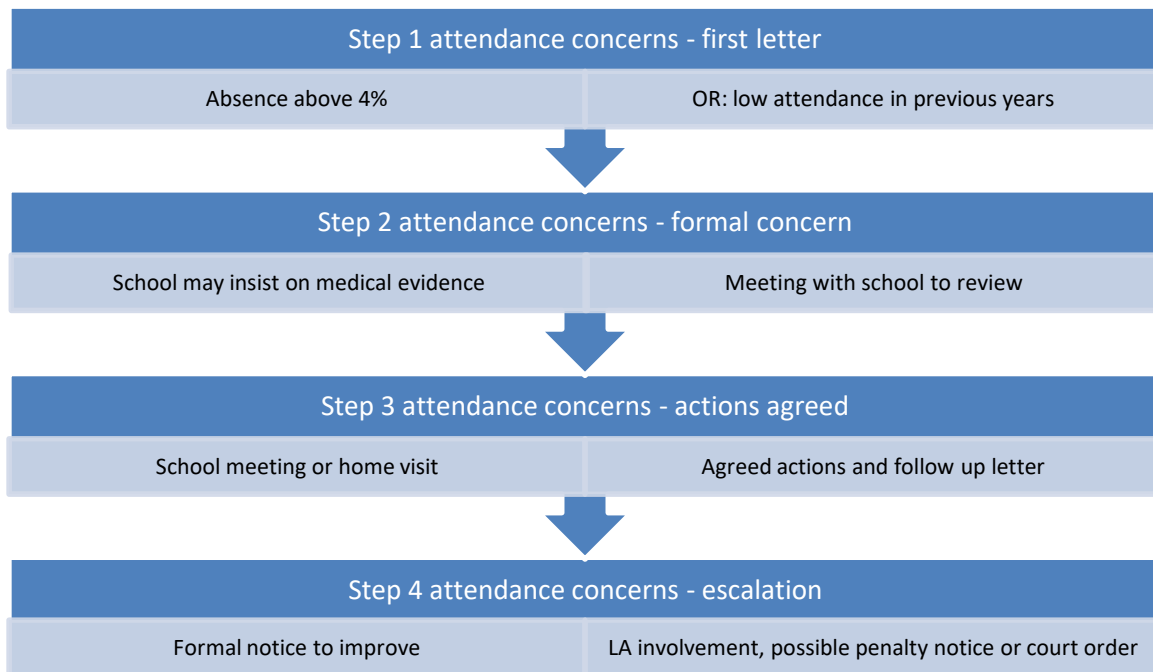 Step 1 attendance concerns - first letter
Absence above 4%
OR: low attendance in previous years
Step 2 attendance concerns - formal concern
School may insist on medical evidence
Meeting with school to review
Step 3 attendance concerns - actions agreed
School meeting or home visit
Agreed actions and follow up letter
Step 4 attendance concerns - escalation
Formal notice to improve
LA involvement, possible penalty notice or court order